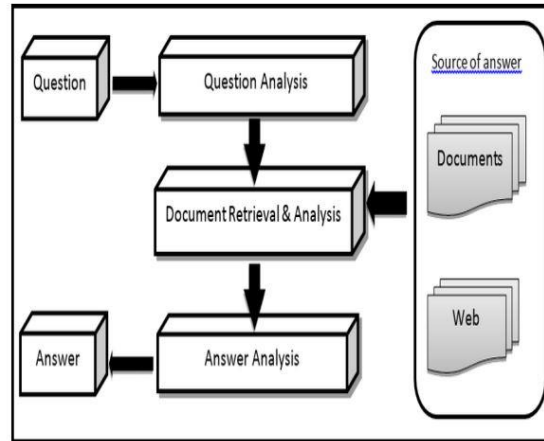 Question
Question Analysis
Source of answer
Documents
Document Retrieval & Analysis
Web
Answer
Answer Analysis